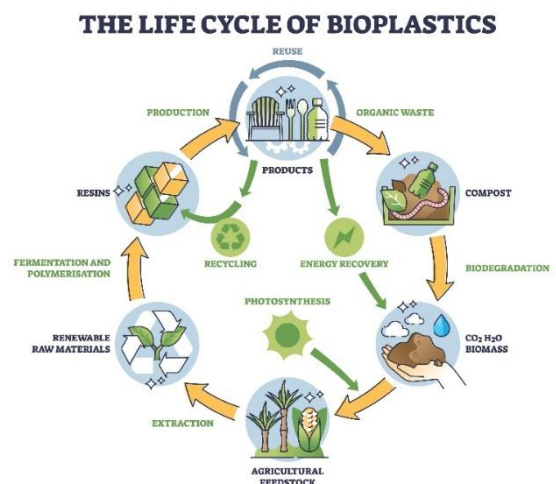 THE LIFE CYCLE OF BIOPLASTICS
REUSE
PRODUCTION
ORGANIC WASTE
PRODUCTS
RESINS
COMPOST
RECYCLING
ENERGY RECOVERY
FERMENTATION AND
POLYMERISATION
BIODEGRADATION
PHOTOSYNTHESIS
RENEWABLE
RAW MATERIALS
CO₂ H₂O
BIOMASS
EXTRACTION
AGRICULTURAL
FEEDSTOCK